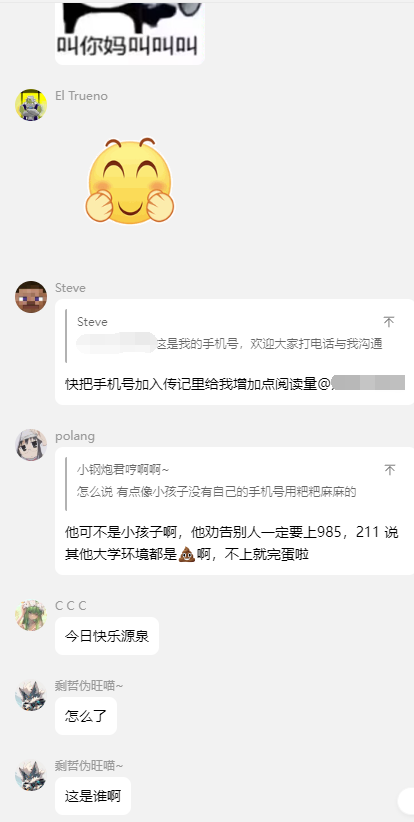 叫你妈叫叫叫
El Trueno
Steve
Steve
这是我的手机号，欢迎大家打电话与我沟通
快把手机号加入传记里给我增加点阅读量@
polang
小钢炮君哼啊啊~
怎么说 有点像小孩子没有自己的手机号用粑粑麻麻的
他可不是小孩子啊，他劝告别人一定要上985，211 说
其他大学环境都是💩啊，不上就完蛋啦
C C C
今日快乐源泉
剩哲伪旺喵~
怎么了
剩哲伪旺喵~
这是谁啊